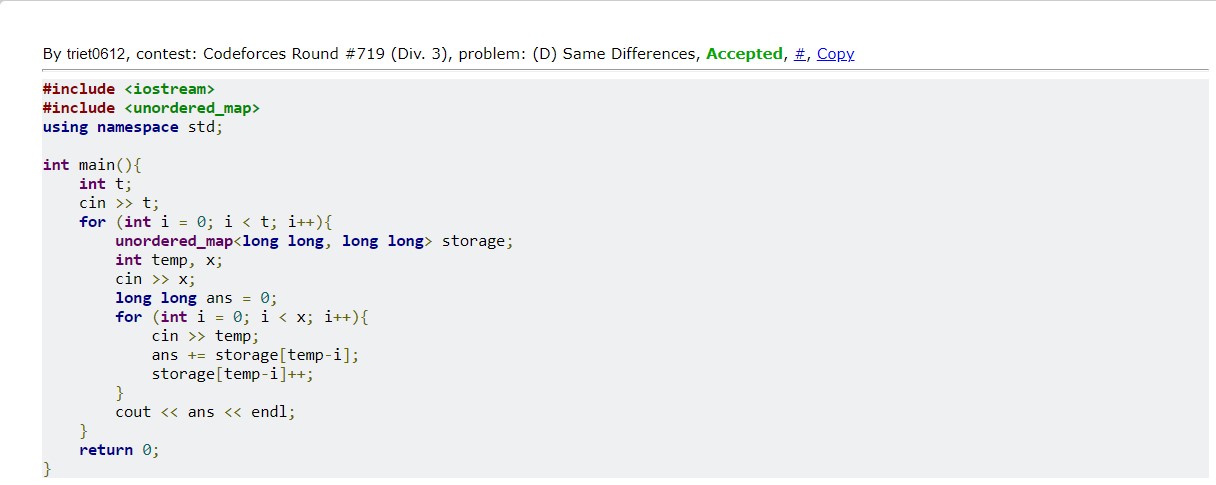 By triet0612, contest: Codeforces Round #719 (Div. 3), problem: (D) Same Differences, Accepted, #, Copy
#include <iostream>
#include <unordered_map>
using namespace std;

int main(){
    int t;
    cin >> t;
    for (int i = 0; i < t; i++){
        unordered_map<long long, long long> storage;
        int temp, x;
        cin >> x;
        long long ans = 0;
        for (int i = 0; i < x; i++){
            cin >> temp;
            ans += storage[temp-i];
            storage[temp-i]++;
        }
        cout << ans << endl;
    }
    return 0;
}